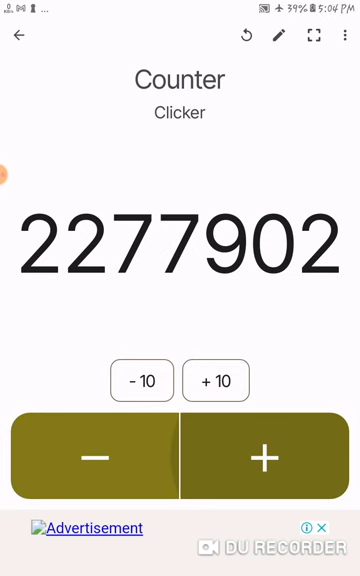 39% 5:04 PM
Counter
Clicker
2277902
- 10 + 10
− +
Advertisement
DU RECORDER